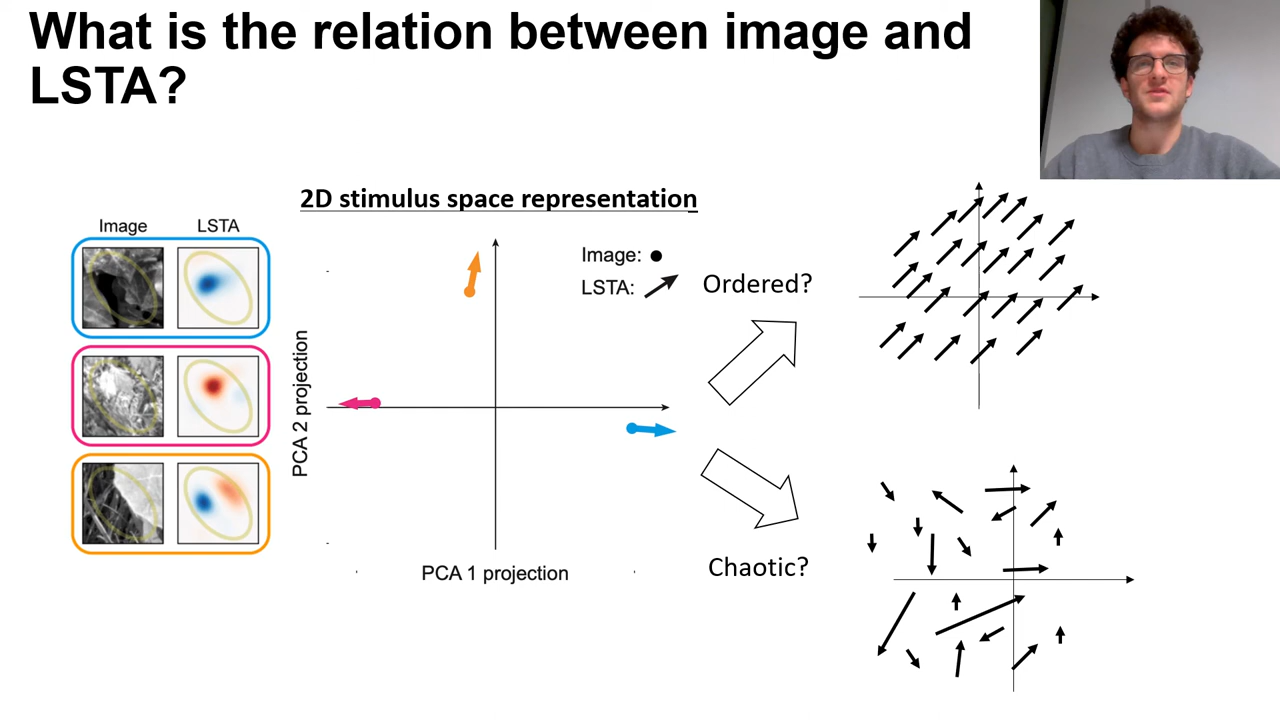 What is the relation between image and
LSTA?
2D stimulus space representation
Image
LSTA
Image:
LSTA:
Ordered?
PCA 2 projection
PCA 1 projection
Chaotic?